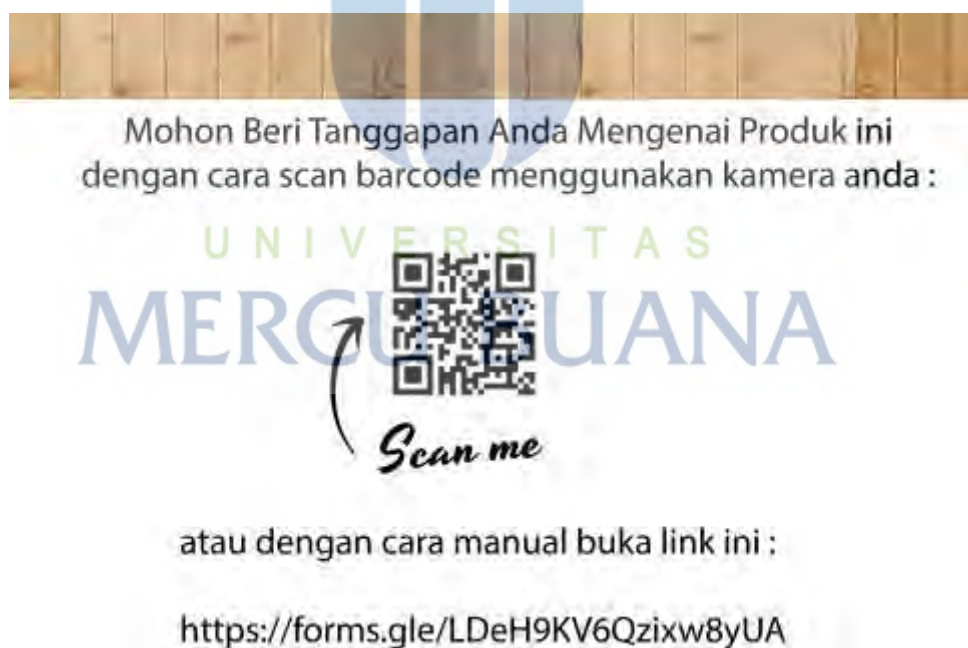 Mohon Beri Tanggapan Anda Mengenai Produk ini
dengan cara scan barcode menggunakan kamera anda :
UNIVERSITAS
MERCU BUANA
Scan me
atau dengan cara manual buka link ini :
https://forms.gle/LDeH9KV6Qzixw8yUA